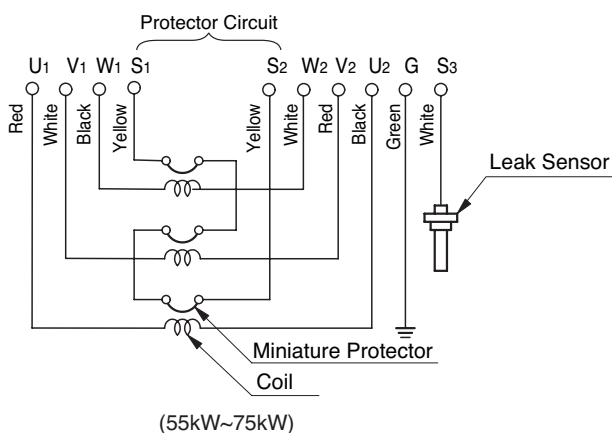 Protector Circuit
U1 V1 W1 S1 S2 W2 V2 U2 G S3
Red White Black Yellow Yellow White Red Black Green White
Leak Sensor
Miniature Protector
Coil
(55kW~75kW)